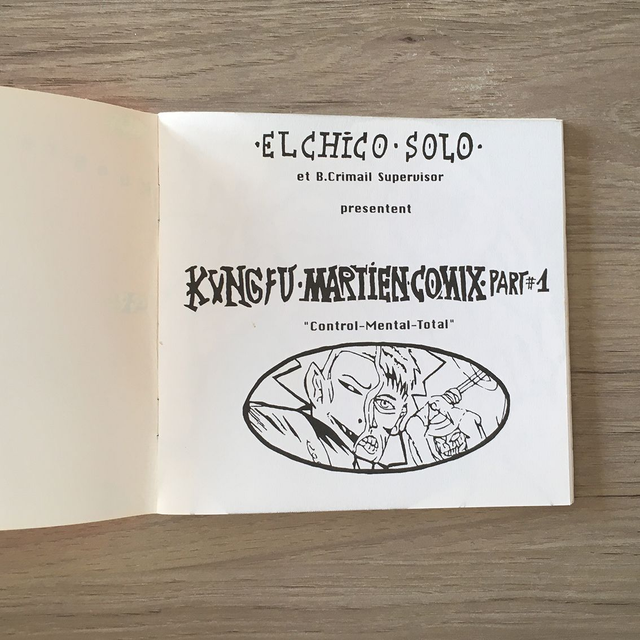 ·EL CHICO·SOLO·
et B.Crimail Supervisor
presentent
KUNGFU·MARTIEN·COMIX·PART#1
"Control-Mental-Total"